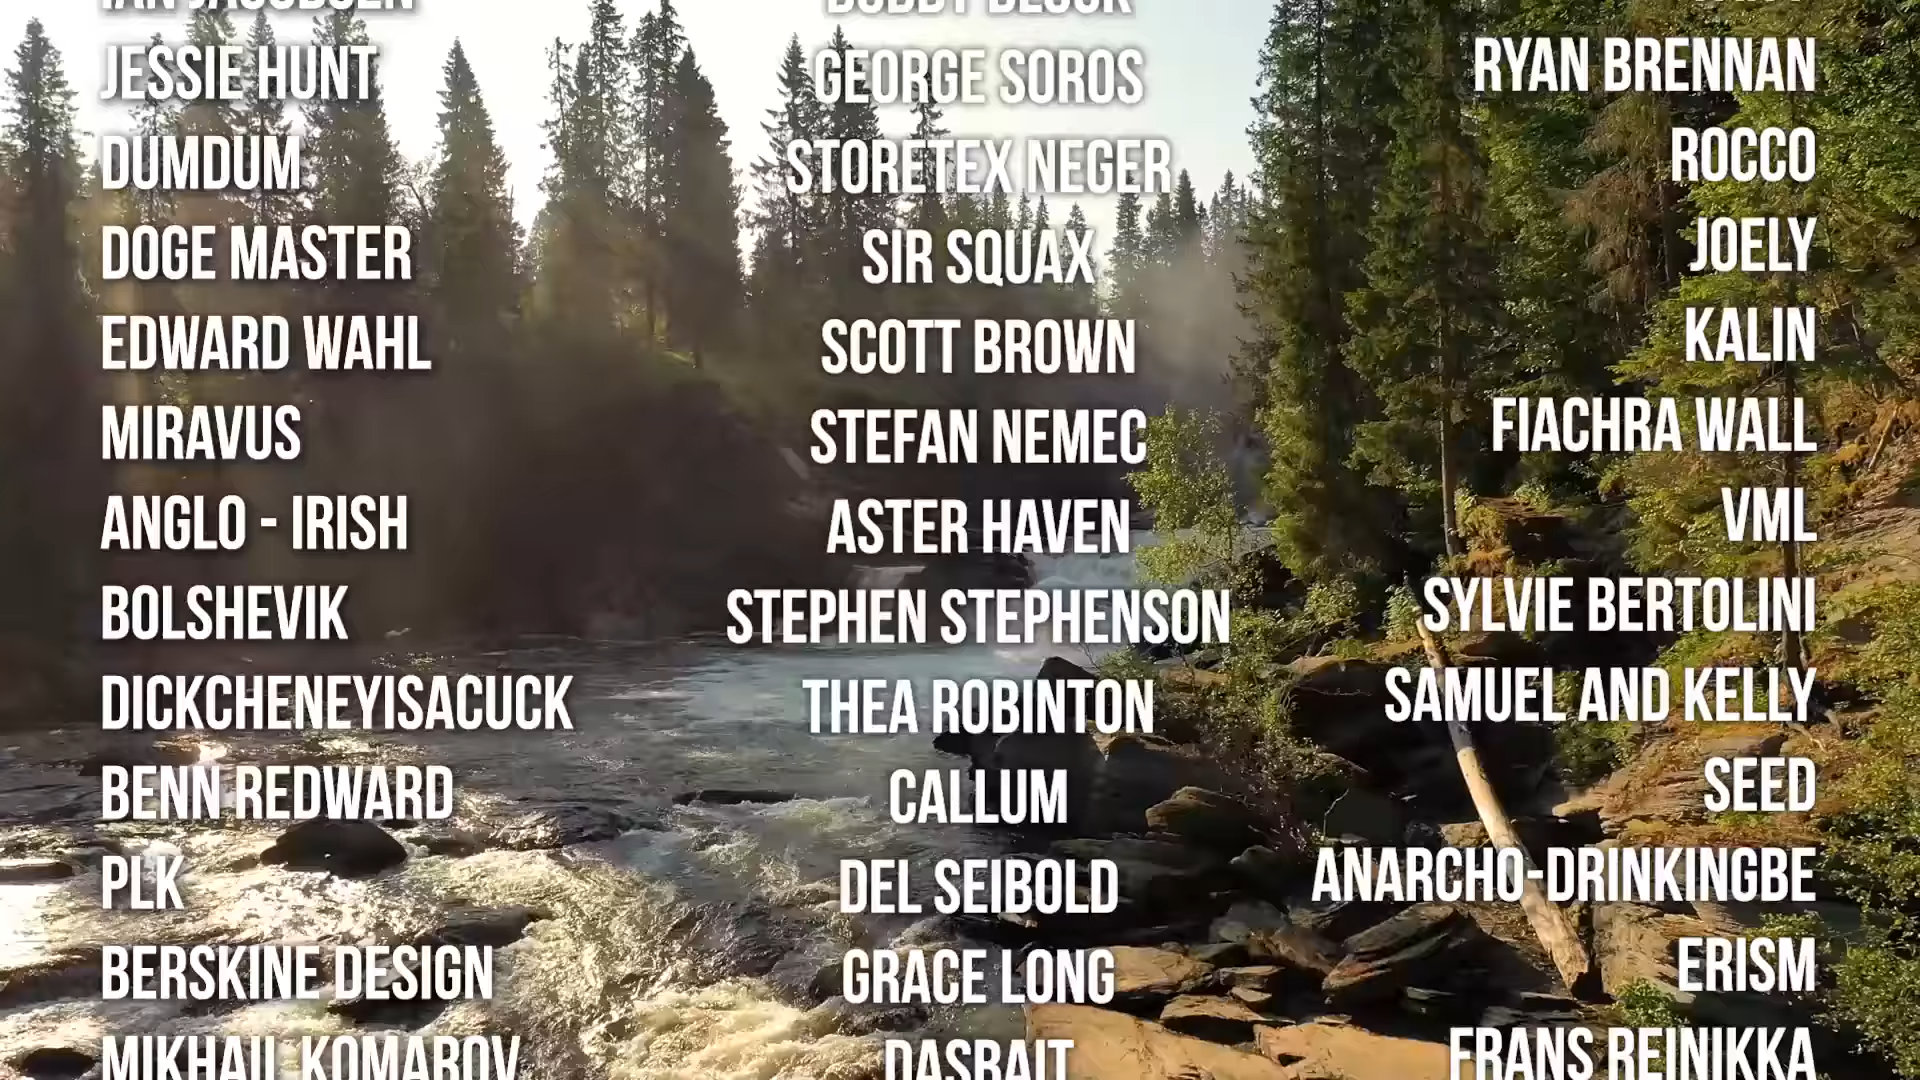 JESSIE HUNT
DUMDUM
DOGE MASTER
EDWARD WAHL
MIRAVUS
ANGLO - IRISH
BOLSHEVIK
DICKCHENEYISACUCK
BENN REDWARD
PLK
BERSKINE DESIGN
MIKHAIL KOMAROV
GEORGE SOROS
STORETEX NEGER
SIR SQUAX
SCOTT BROWN
STEFAN NEMEC
ASTER HAVEN
STEPHEN STEPHENSON
THEA ROBINTON
CALLUM
DEL SEIBOLD
GRACE LONG
DASBAIT
RYAN BRENNAN
ROCCO
JOELY
KALIN
FIACHRA WALL
VML
SYLVIE BERTOLINI
SAMUEL AND KELLY
SEED
ANARCHO-DRINKINGBE
ERISM
FRANS REINIKKA